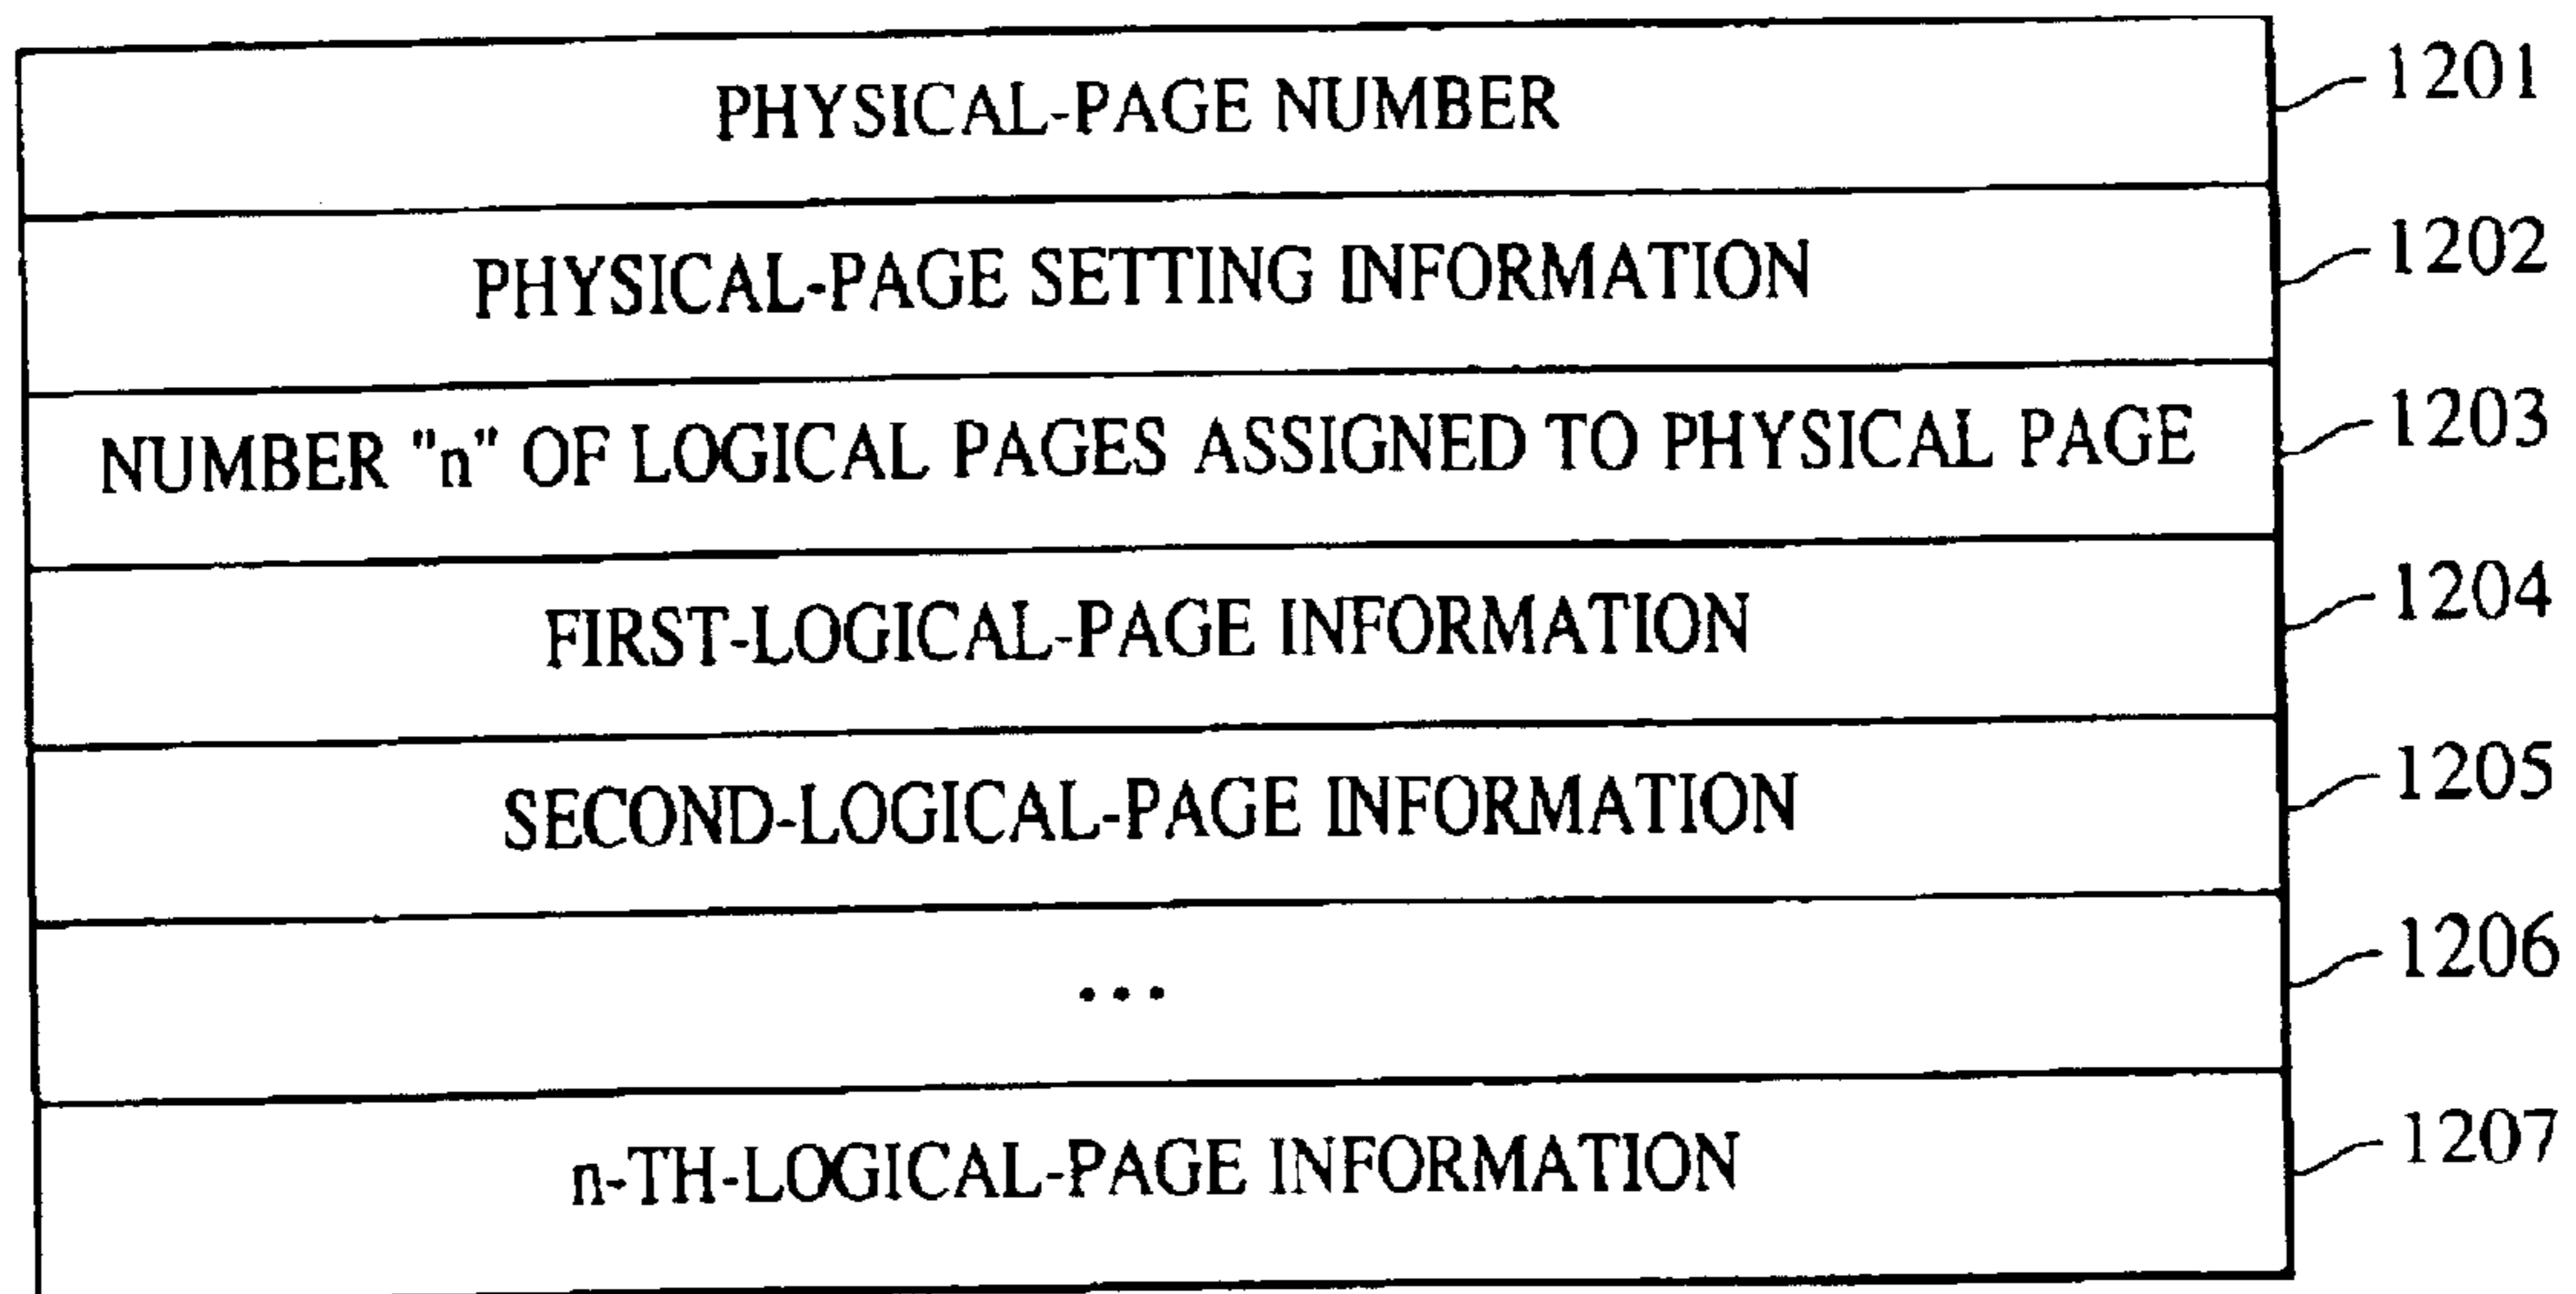 PHYSICAL-PAGE NUMBER 1201
PHYSICAL-PAGE SETTING INFORMATION 1202
NUMBER "n" OF LOGICAL PAGES ASSIGNED TO PHYSICAL PAGE 1203
FIRST-LOGICAL-PAGE INFORMATION 1204
SECOND-LOGICAL-PAGE INFORMATION 1205
... 1206
n-TH-LOGICAL-PAGE INFORMATION 1207